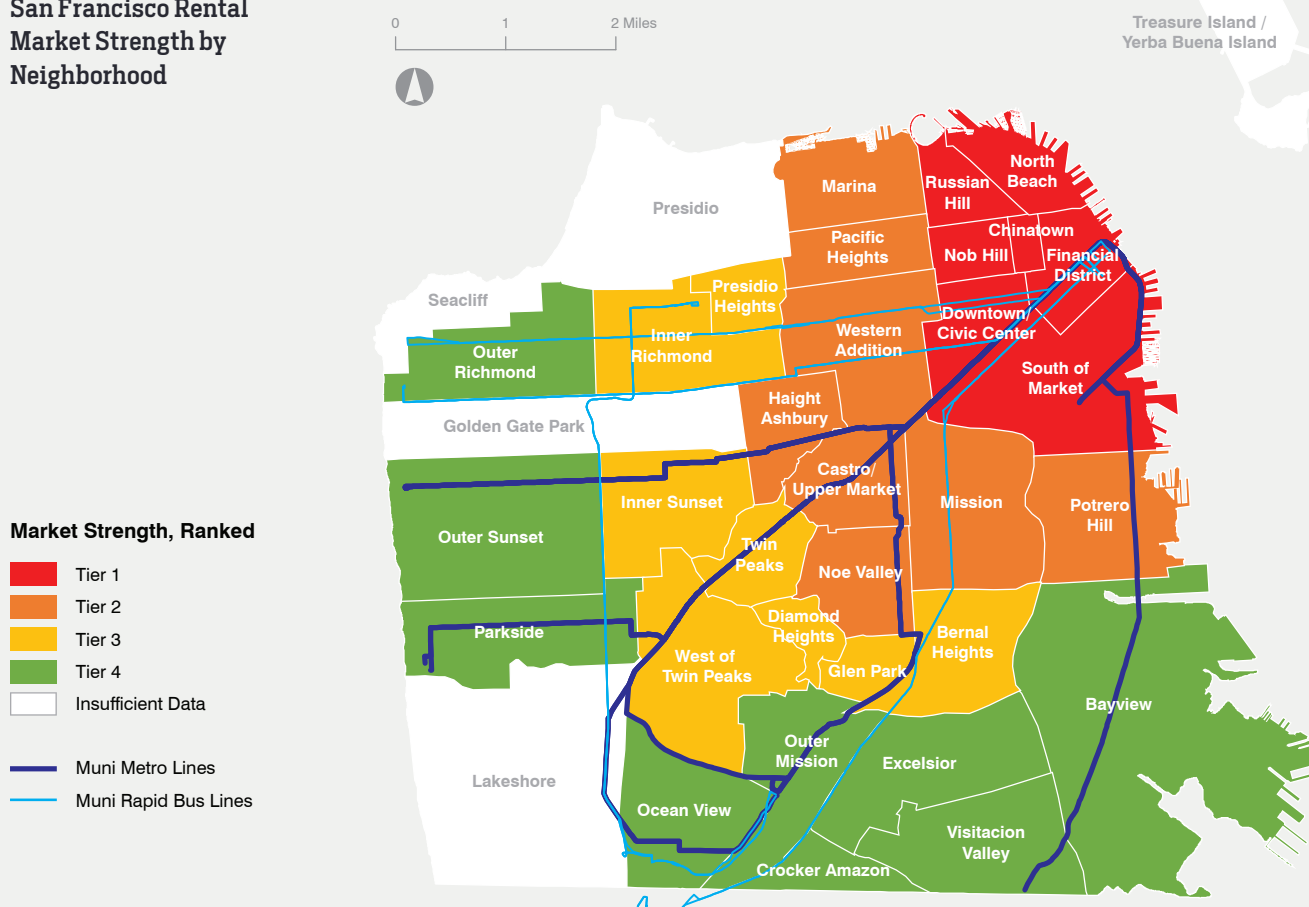 San Francisco Rental
Market Strength by
Neighborhood
0 1 2 Miles
Treasure Island /
Yerba Buena Island
North
Beach
Marina
Russian
Hill
Presidio
Chinatown
Pacific
Heights
Nob Hill
Financial
District
Presidio
Heights
Seacliff
Downtown/
Civic Center
Western
Addition
Inner
Richmond
Outer
Richmond
South of
Market
Haight
Ashbury
Golden Gate Park
Castro/
Upper Market
Inner Sunset
Mission
Potrero
Hill
Outer Sunset
Twin
Peaks
Noe Valley
Diamond
Heights
Parkside
Bernal
Heights
West of
Twin Peaks
Glen Park
Bayview
Outer
Mission
Excelsior
Lakeshore
Ocean View
Visitacion
Valley
Crocker Amazon
Market Strength, Ranked
Tier 1
Tier 2
Tier 3
Tier 4
Insufficient Data
Muni Metro Lines
Muni Rapid Bus Lines